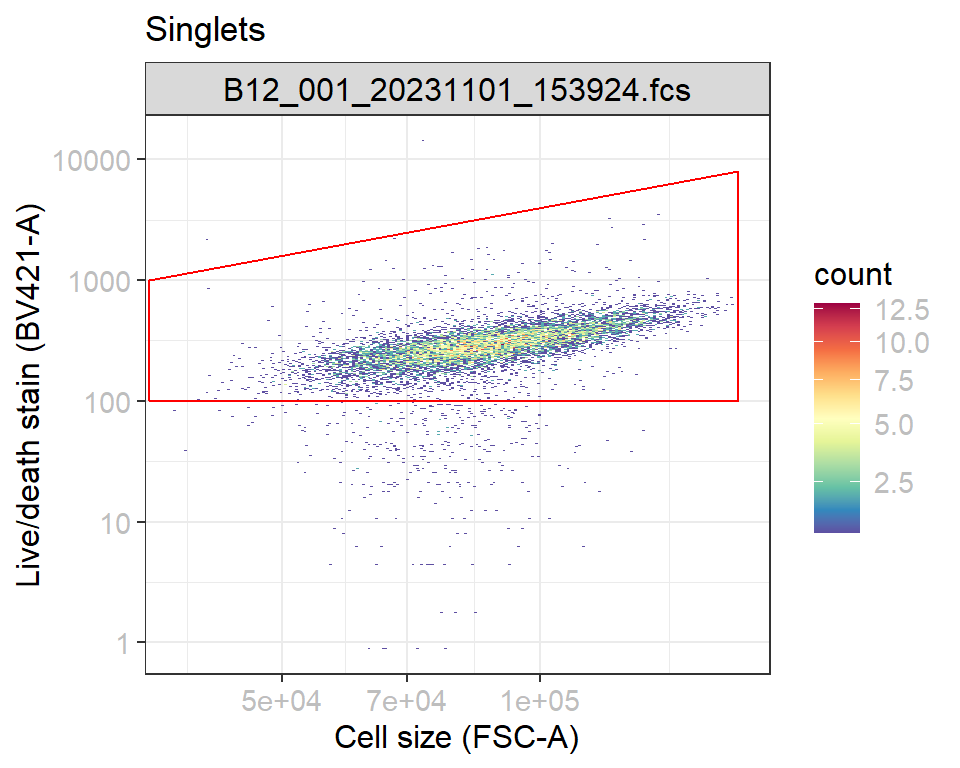 Singlets
B12_001_20231101_153924.fcs
Live/death stain (BV421-A)
10000
1000
100
10
1
5e+04 7e+04 1e+05
Cell size (FSC-A)
count
12.5
10.0
7.5
5.0
2.5